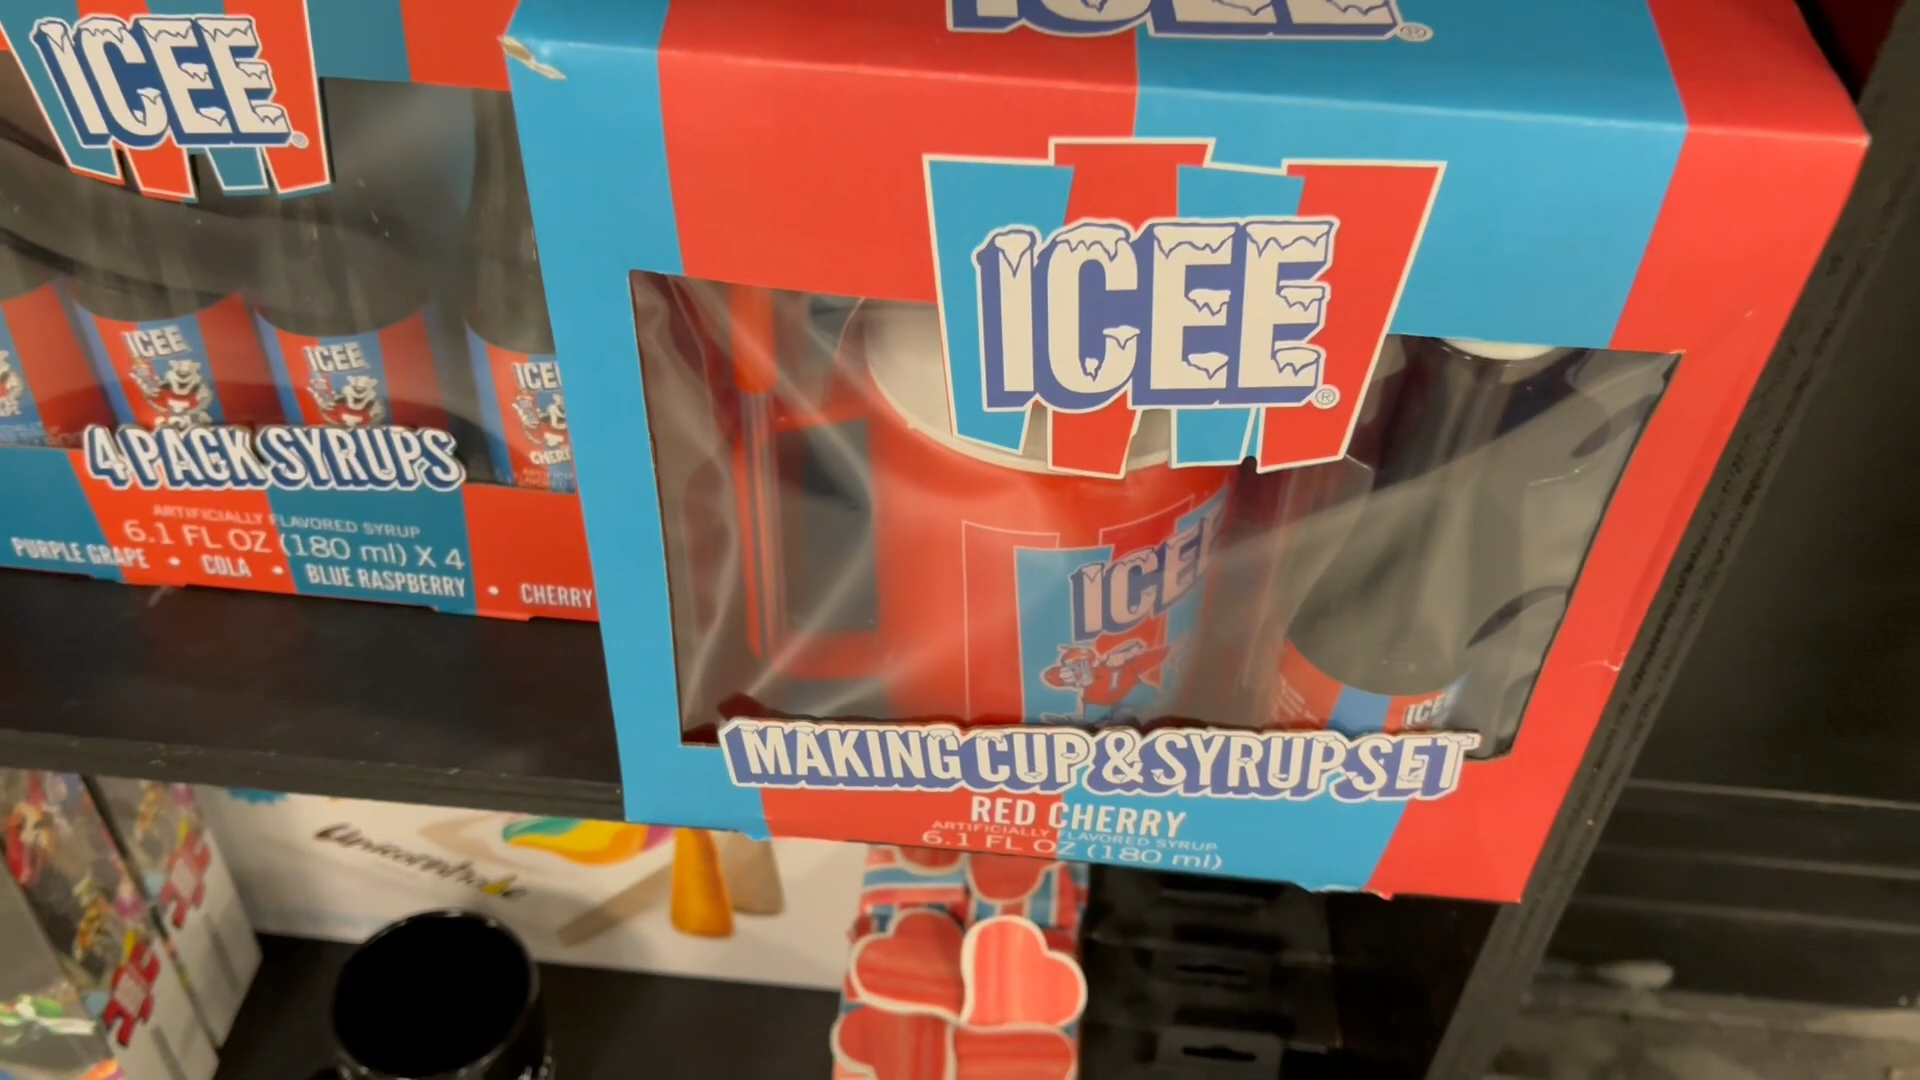 ICEE
ICEE
ICEE
ICEE
4 PACK SYRUPS
ARTIFICIALLY FLAVORED SYRUP
6.1 FL OZ (180 ml) X 4
PURPLE GRAPE • COLA • BLUE RASPBERRY • CHERRY
ICEE®
ICEE®
ICEE
ICEE
MAKING CUP & SYRUP SET
RED CHERRY
ARTIFICIALLY FLAVORED SYRUP
6.1 FL OZ (180 ml)